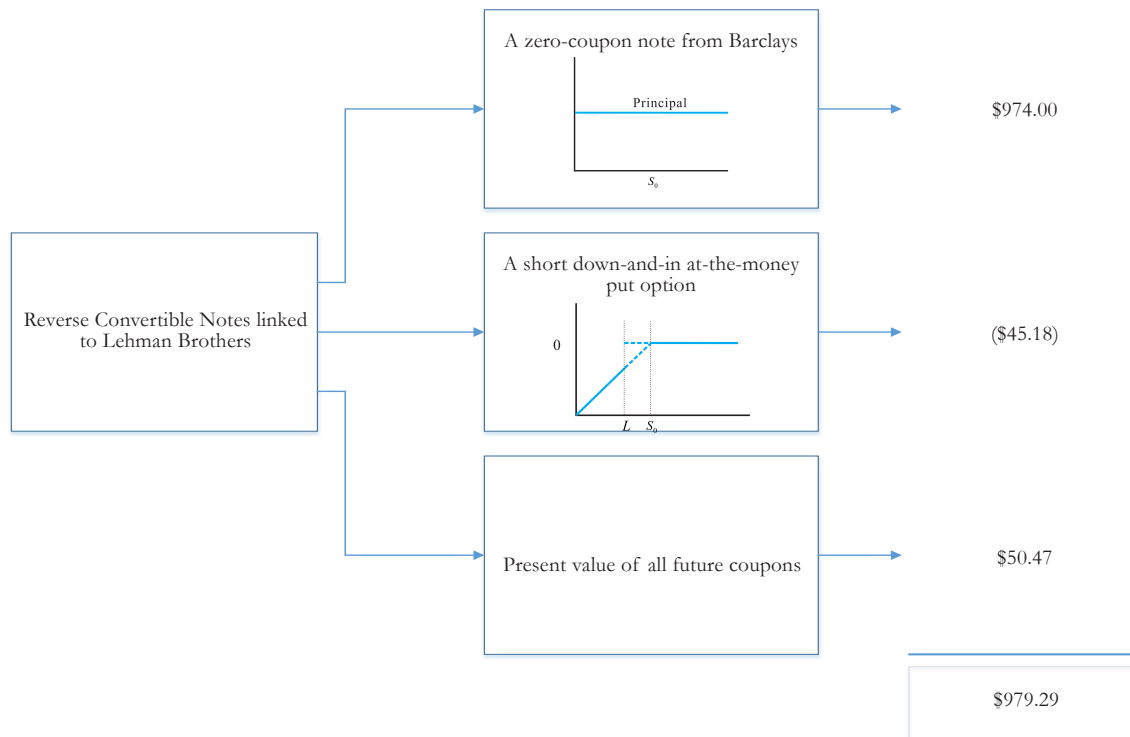 A zero-coupon note from Barclays
Principal
S₀
$974.00
Reverse Convertible Notes linked
to Lehman Brothers
A short down-and-in at-the-money
put option
0
L S₀
($45.18)
Present value of all future coupons
$50.47
$979.29